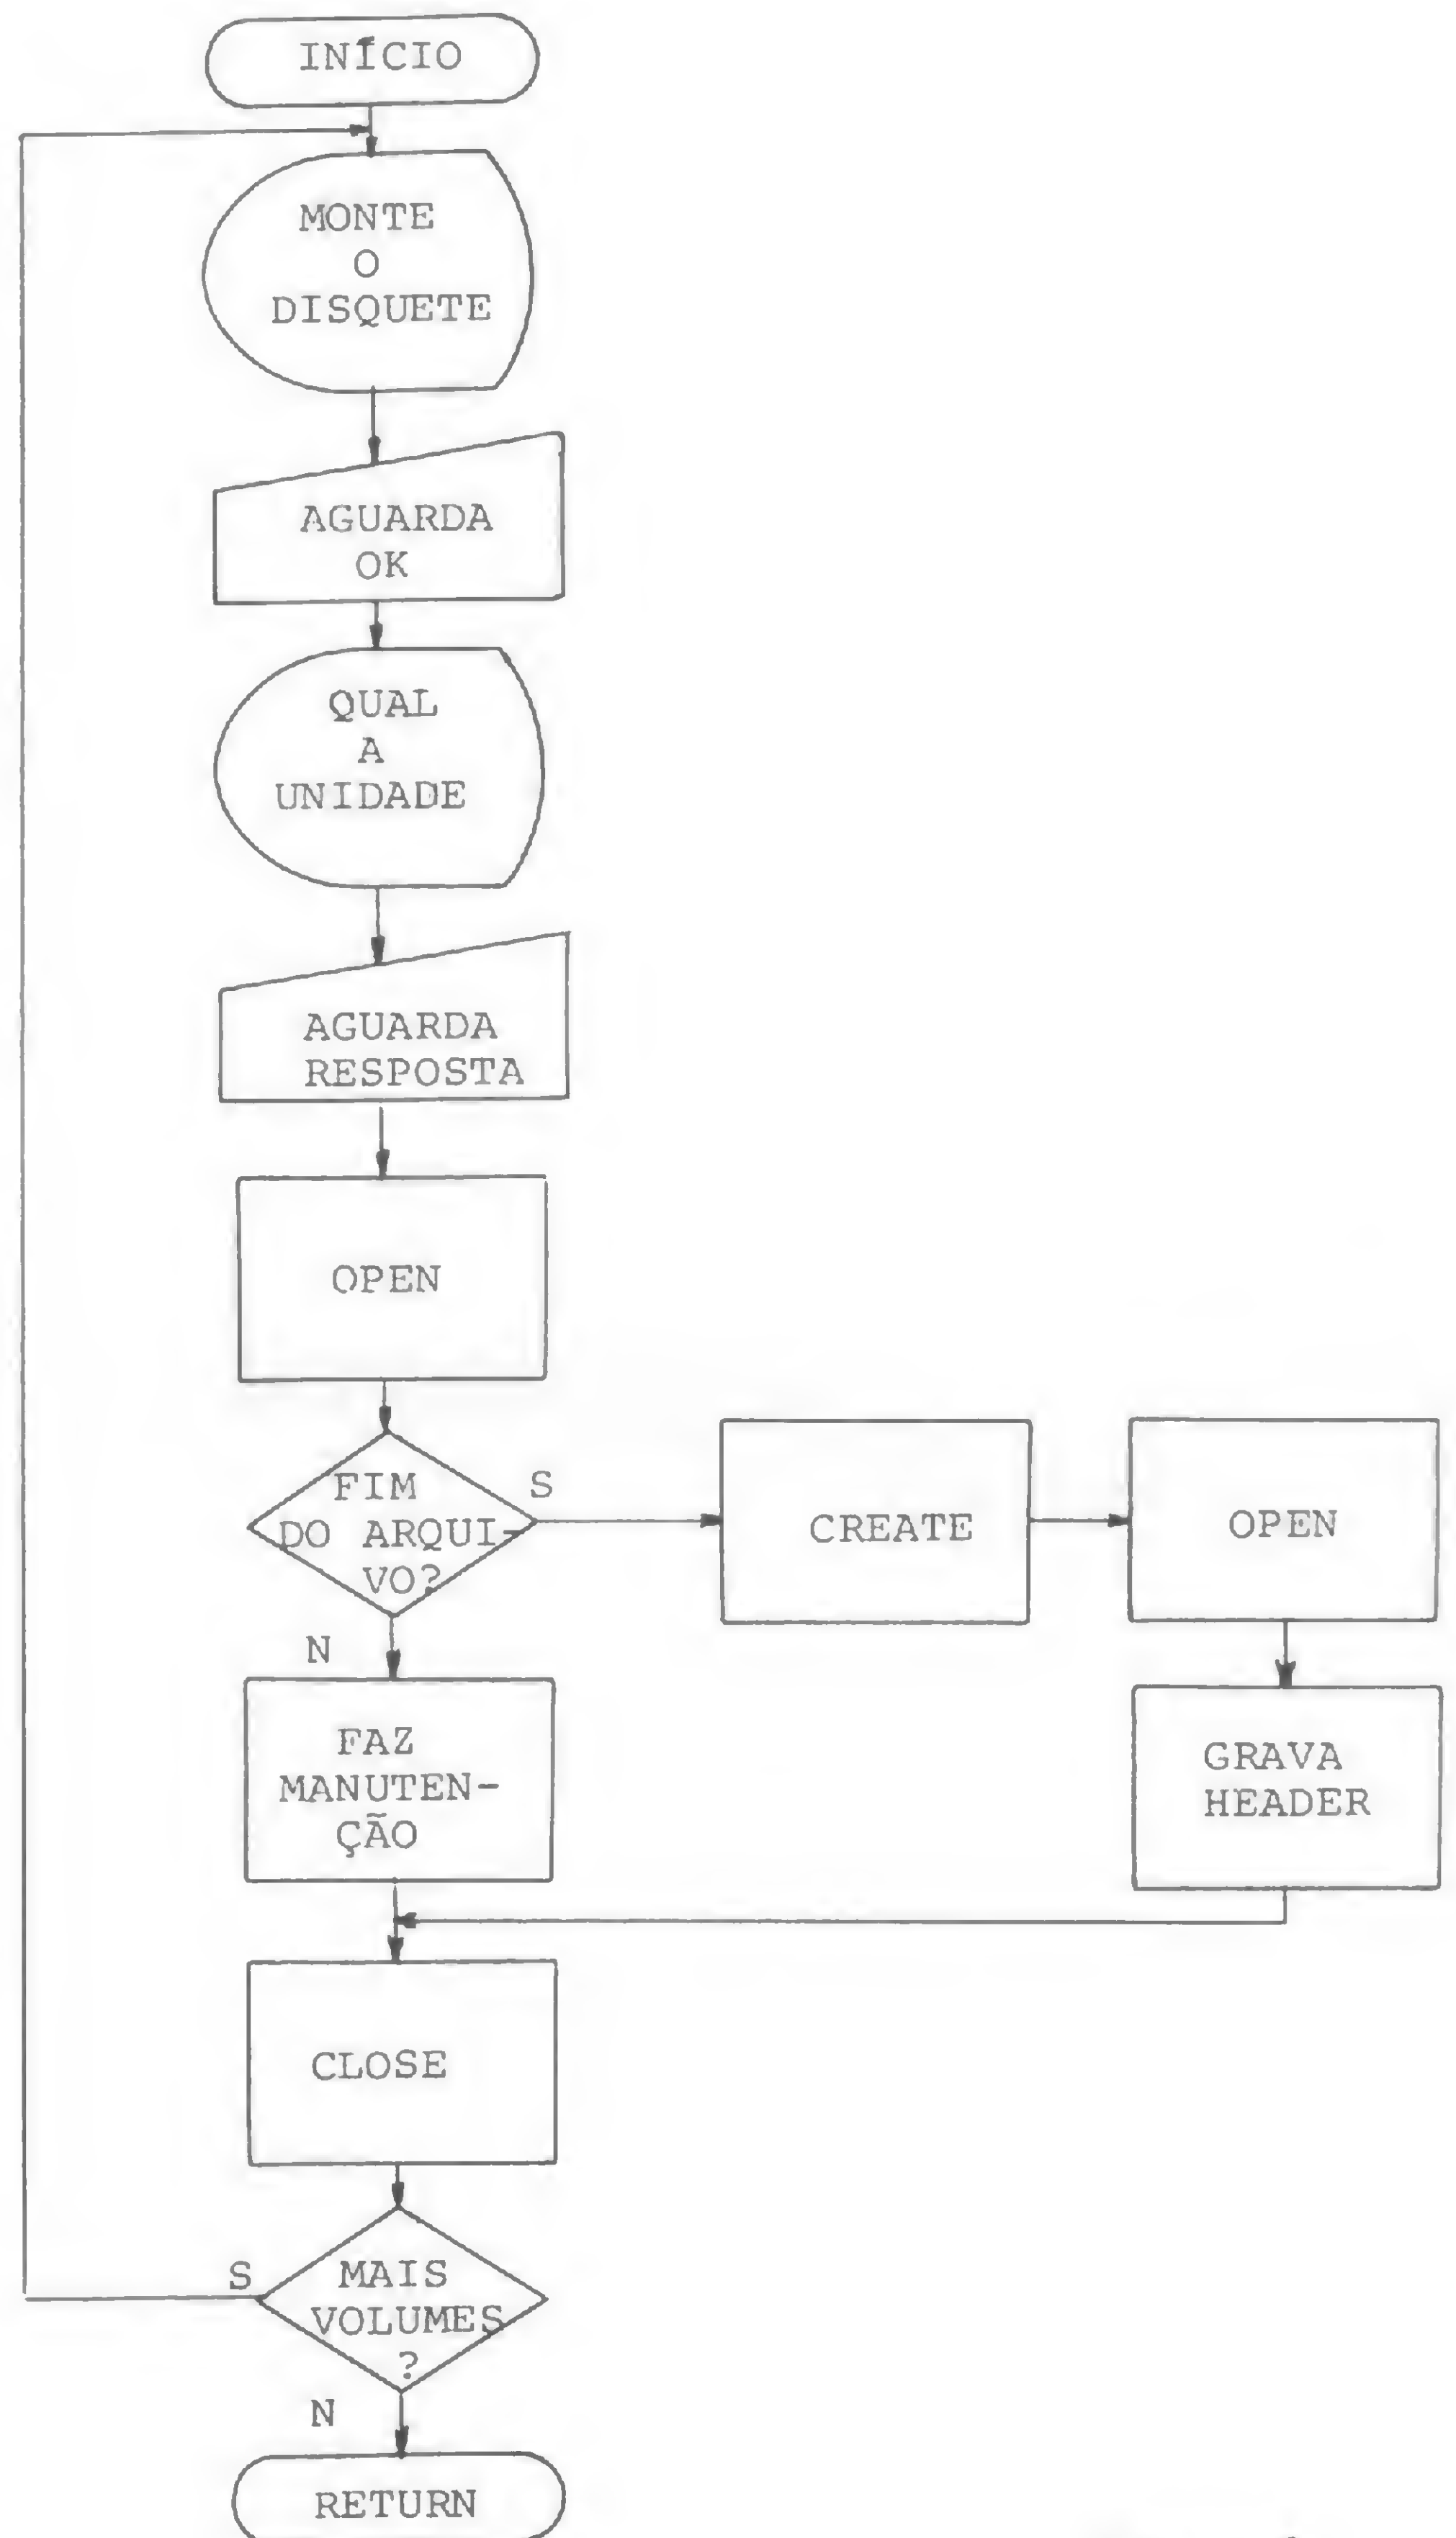 INÍCIO
MONTE
O
DISQUETE
AGUARDA
OK
QUAL
A
UNIDADE
AGUARDA
RESPOSTA
OPEN
FIM
DO ARQUI-
VO?
S
CREATE
OPEN
N
FAZ
MANUTEN-
ÇÃO
GRAVA
HEADER
CLOSE
S
MAIS
VOLUMES
?
N
RETURN